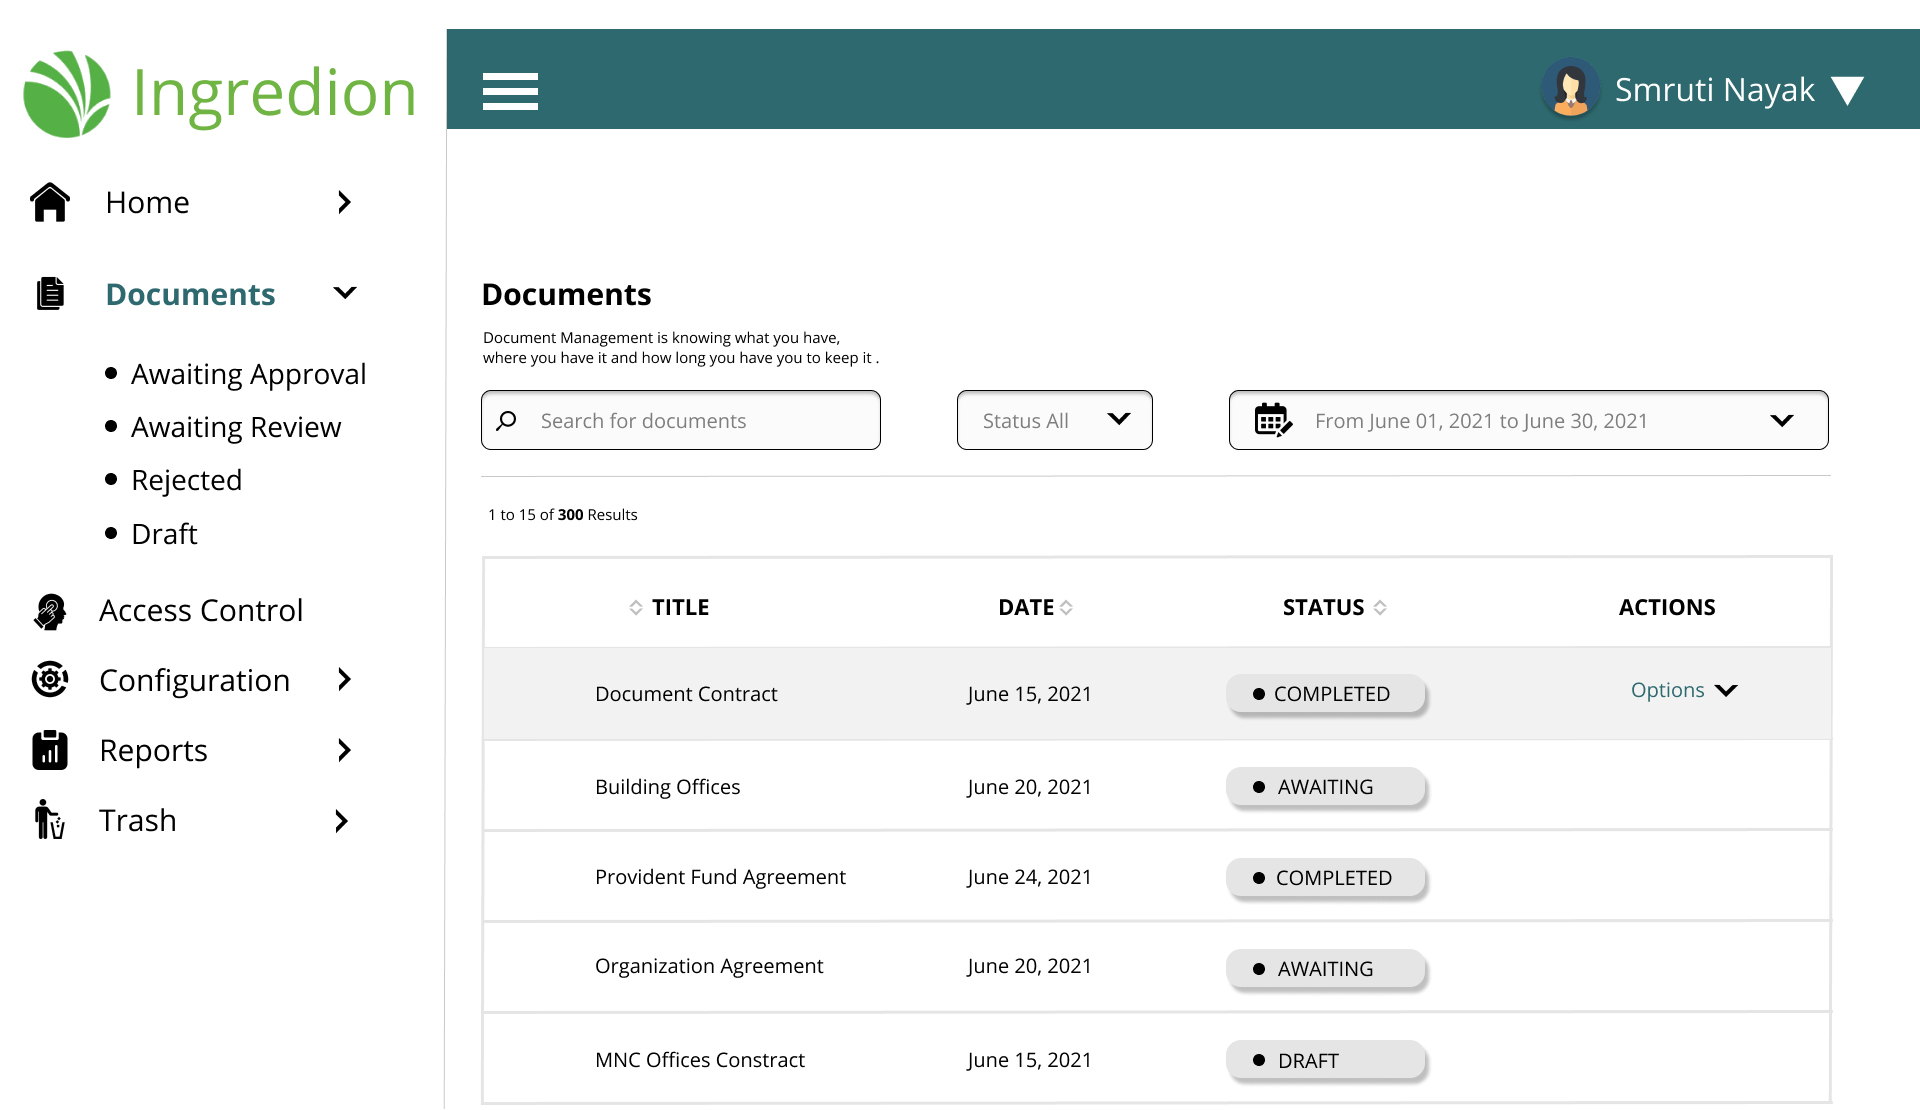 Ingredion
Smruti Nayak
Home
Documents
Awaiting Approval
Awaiting Review
Rejected
Draft
Access Control
Configuration
Reports
Trash
Documents
Document Management is knowing what you have,
where you have it and how long you have you to keep it .
Search for documents
Status All
From June 01, 2021 to June 30, 2021
1 to 15 of 300 Results
TITLE DATE STATUS ACTIONS
Document Contract June 15, 2021 COMPLETED Options
Building Offices June 20, 2021 AWAITING
Provident Fund Agreement June 24, 2021 COMPLETED
Organization Agreement June 20, 2021 AWAITING
MNC Offices Constract June 15, 2021 DRAFT